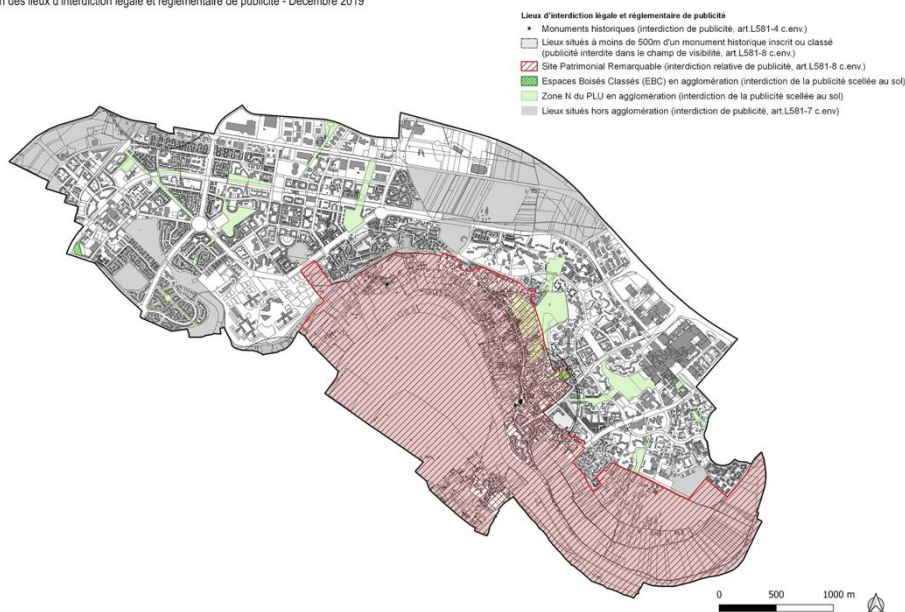 des lieux d'interdiction légale et réglementaire de publicité - Décembre 2019
Lieux d'interdiction légale et réglementaire de publicité
Monuments historiques (interdiction de publicité, art.L581-4 c.env.)
Lieux situés à moins de 500m d'un monument historique inscrit ou classé
(publicité interdite dans le champ de visibilité, art.L581-8 c.env.)
Site Patrimonial Remarquable (interdiction relative de publicité, art.L581-8 c.env.)
Espaces Boisés Classés (EBC) en agglomération (interdiction de la publicité scellée au sol)
Zone N du PLU en agglomération (interdiction de la publicité scellée au sol)
Lieux situés hors agglomération (interdiction de publicité, art.L581-7 c.env)
0 500 1000 m